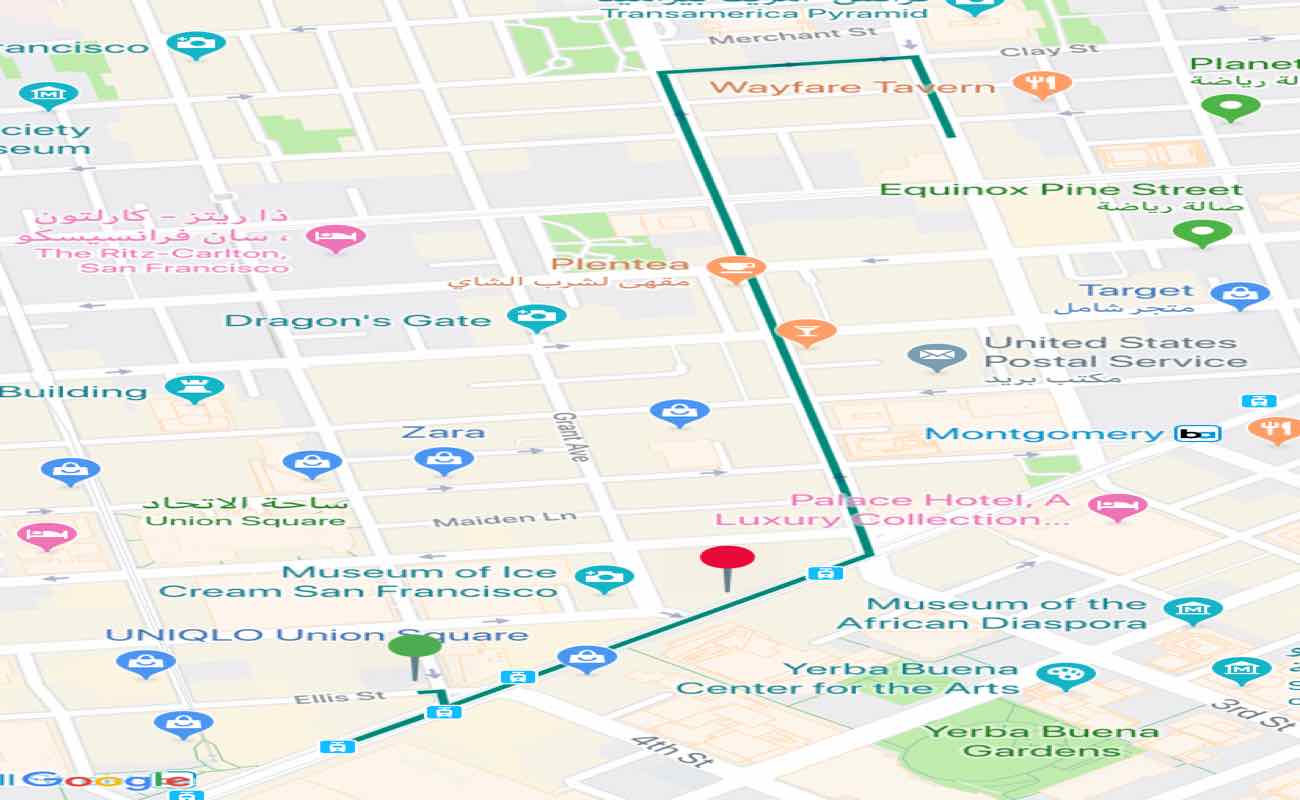 Transamerica Pyramid
Merchant St
Clay St
rancisco
Planet
صالة رياضة
Wayfare Tavern
ciety
seum
Equinox Pine Street
صالة رياضة
ذا ريتز - كارلتون
، سان فرانسيسكو
The Ritz-Carlton,
San Francisco
Plentea
مقهى لشرب الشاي
Target
متجر شامل
Dragon's Gate
United States
Postal Service
مكتب بريد
Building
Grant Ave
Zara
Montgomery
ساحة الاتحاد
Union Square
Maiden Ln
Palace Hotel, A
Luxury Collection...
Museum of Ice
Cream San Francisco
Museum of the
African Diaspora
UNIQLO Union Square
Yerba Buena
Center for the Arts
Ellis St
3rd St
4th St
Yerba Buena
Gardens
Google